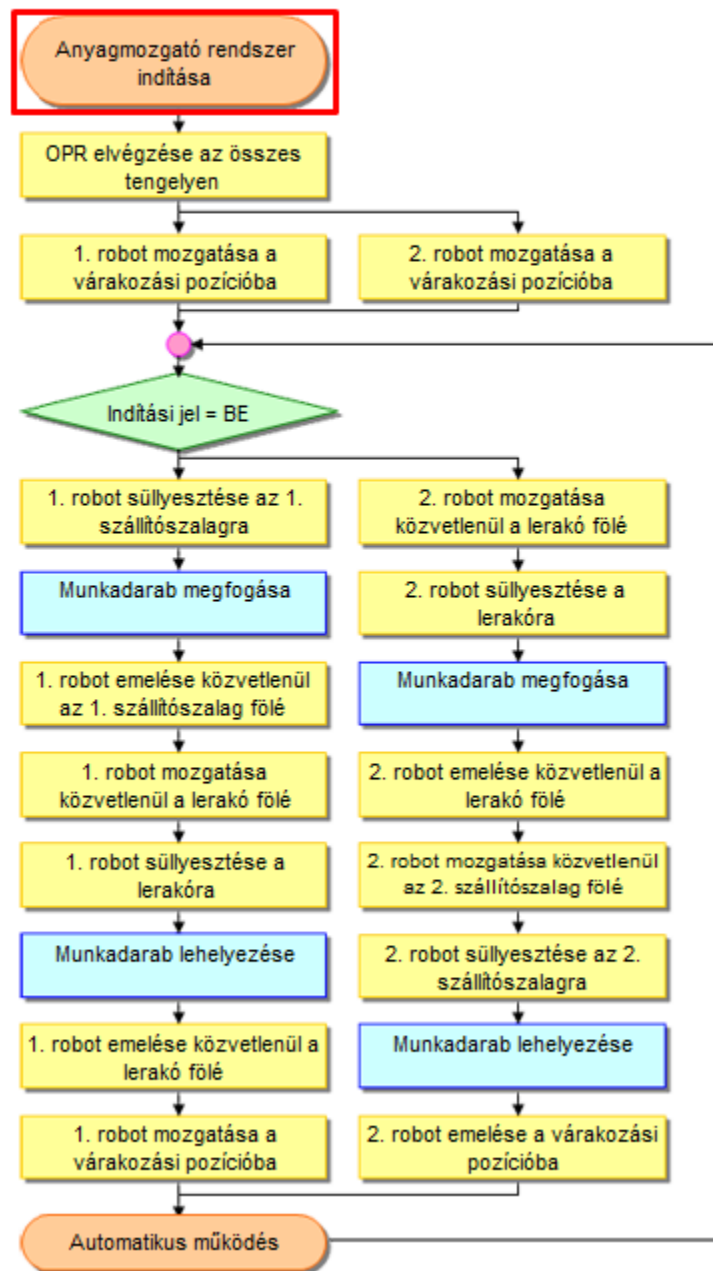 Anyagmozgató rendszer
indítása
OPR elvégzése az összes
tengelyen
1. robot mozgatása a
várakozási pozícióba
2. robot mozgatása a
várakozási pozícióba
Indítási jel = BE
1. robot süllyesztése az 1.
szállítószalagra
Munkadarab megfogása
1. robot emelése közvetlenül
az 1. szállítószalag fölé
1. robot mozgatása
közvetlenül a lerakó fölé
1. robot süllyesztése a
lerakóra
Munkadarab lehelyezése
1. robot emelése közvetlenül a
lerakó fölé
1. robot mozgatása a
várakozási pozícióba
2. robot mozgatása
közvetlenül a lerakó fölé
2. robot süllyesztése a
lerakóra
Munkadarab megfogása
2. robot emelése közvetlenül a
lerakó fölé
2. robot mozgatása közvetlenül
az 2. szállítószalag fölé
2. robot süllyesztése az 2.
szállítószalagra
Munkadarab lehelyezése
2. robot emelése a várakozási
pozícióba
Automatikus működés